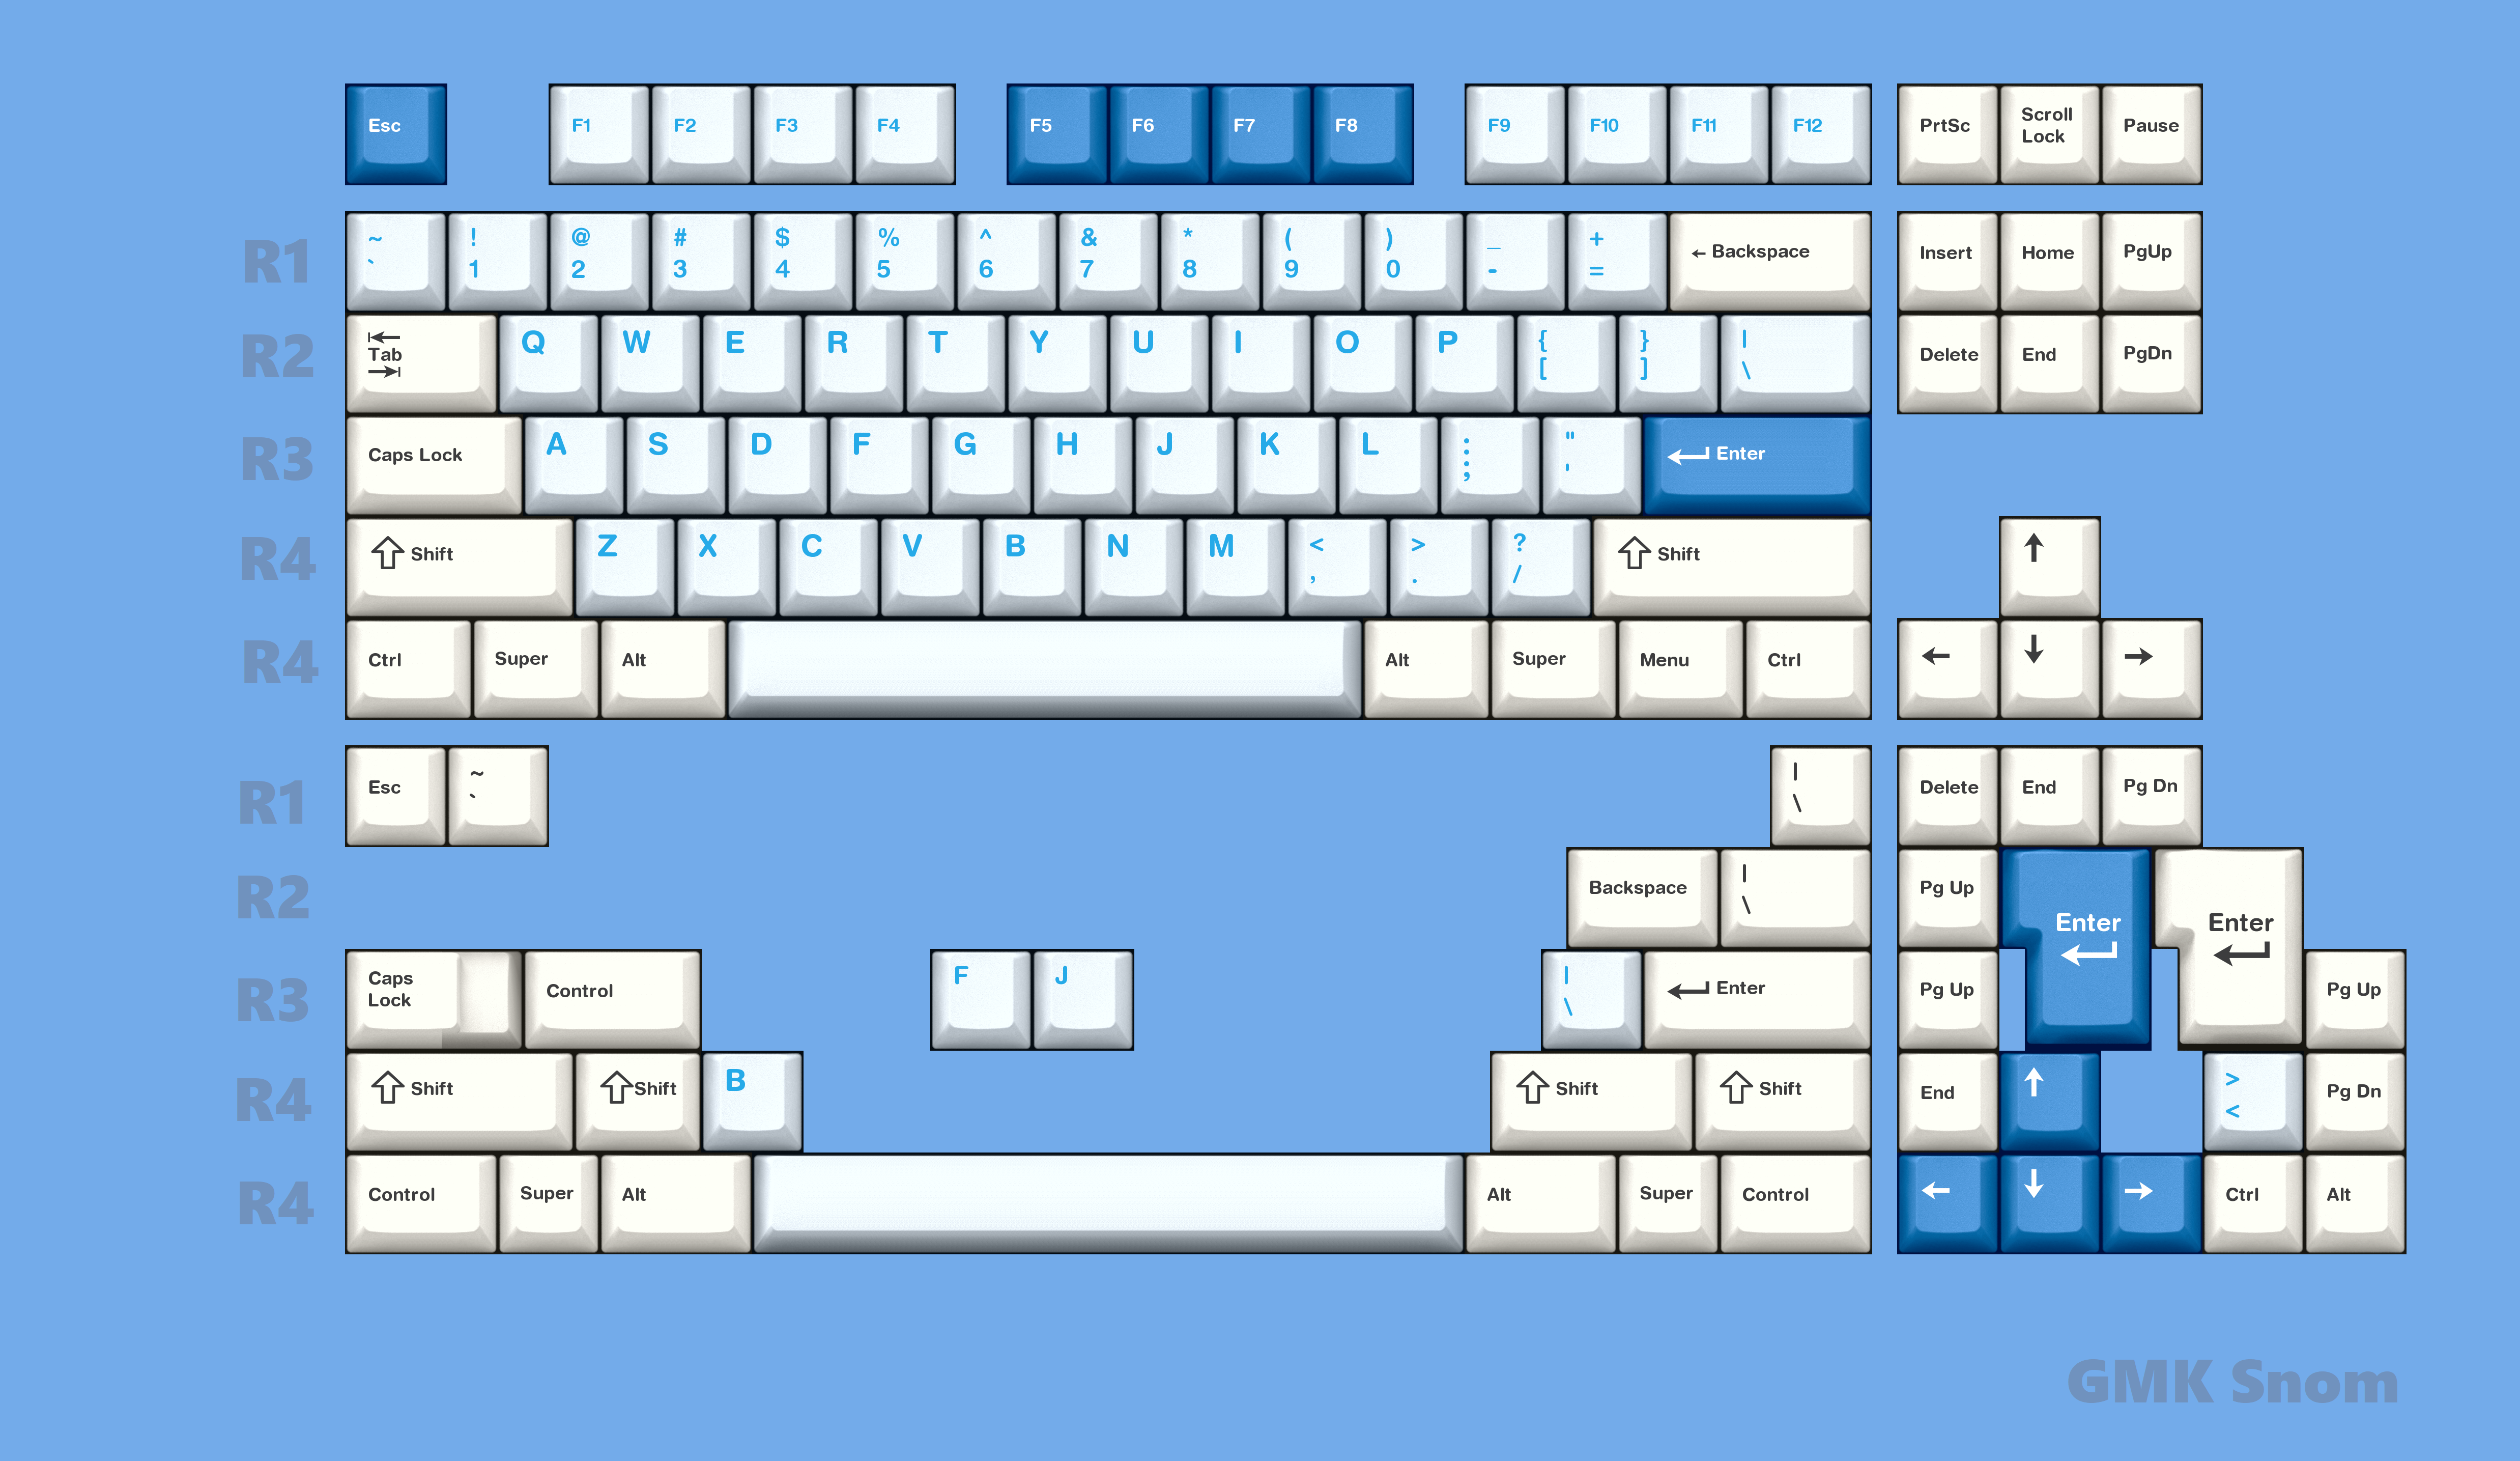 Esc F1 F2 F3 F4 F5 F6 F7 F8 F9 F10 F11 F12 PrtSc Scroll Pause
Lock
R1 ~ ! @ # $ % ^ & * ( ) _ + ← Backspace Insert Home PgUp
` 1 2 3 4 5 6 7 8 9 0 - =
R2 Tab Q W E R T Y U I O P { } | Delete End PgDn
[ ] \
R3 Caps Lock A S D F G H J K L : " Enter
; '
R4 Shift Z X C V B N M < > ? Shift ↑
, . /
R4 Ctrl Super Alt Alt Super Menu Ctrl ← ↓ →
R1 Esc ~ | Delete End Pg Dn
` \
R2 Backspace | Pg Up Enter Enter
\
R3 Caps Control F J | Enter Pg Up Pg Up
Lock \
R4 Shift Shift B Shift Shift End ↑ > Pg Dn
<
R4 Control Super Alt Alt Super Control ← ↓ → Ctrl Alt
GMK Snom